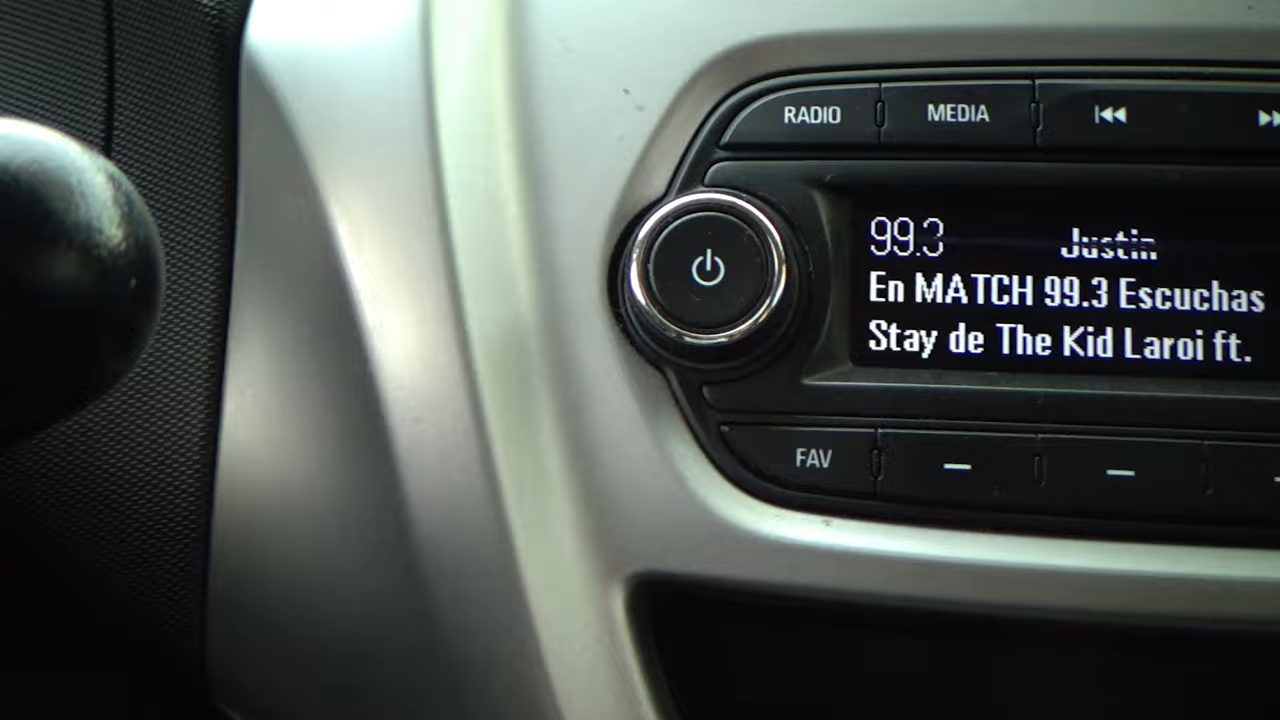 RADIO MEDIA
99.3 Justin
En MATCH 99.3 Escuchas
Stay de The Kid Laroi ft.
FAV